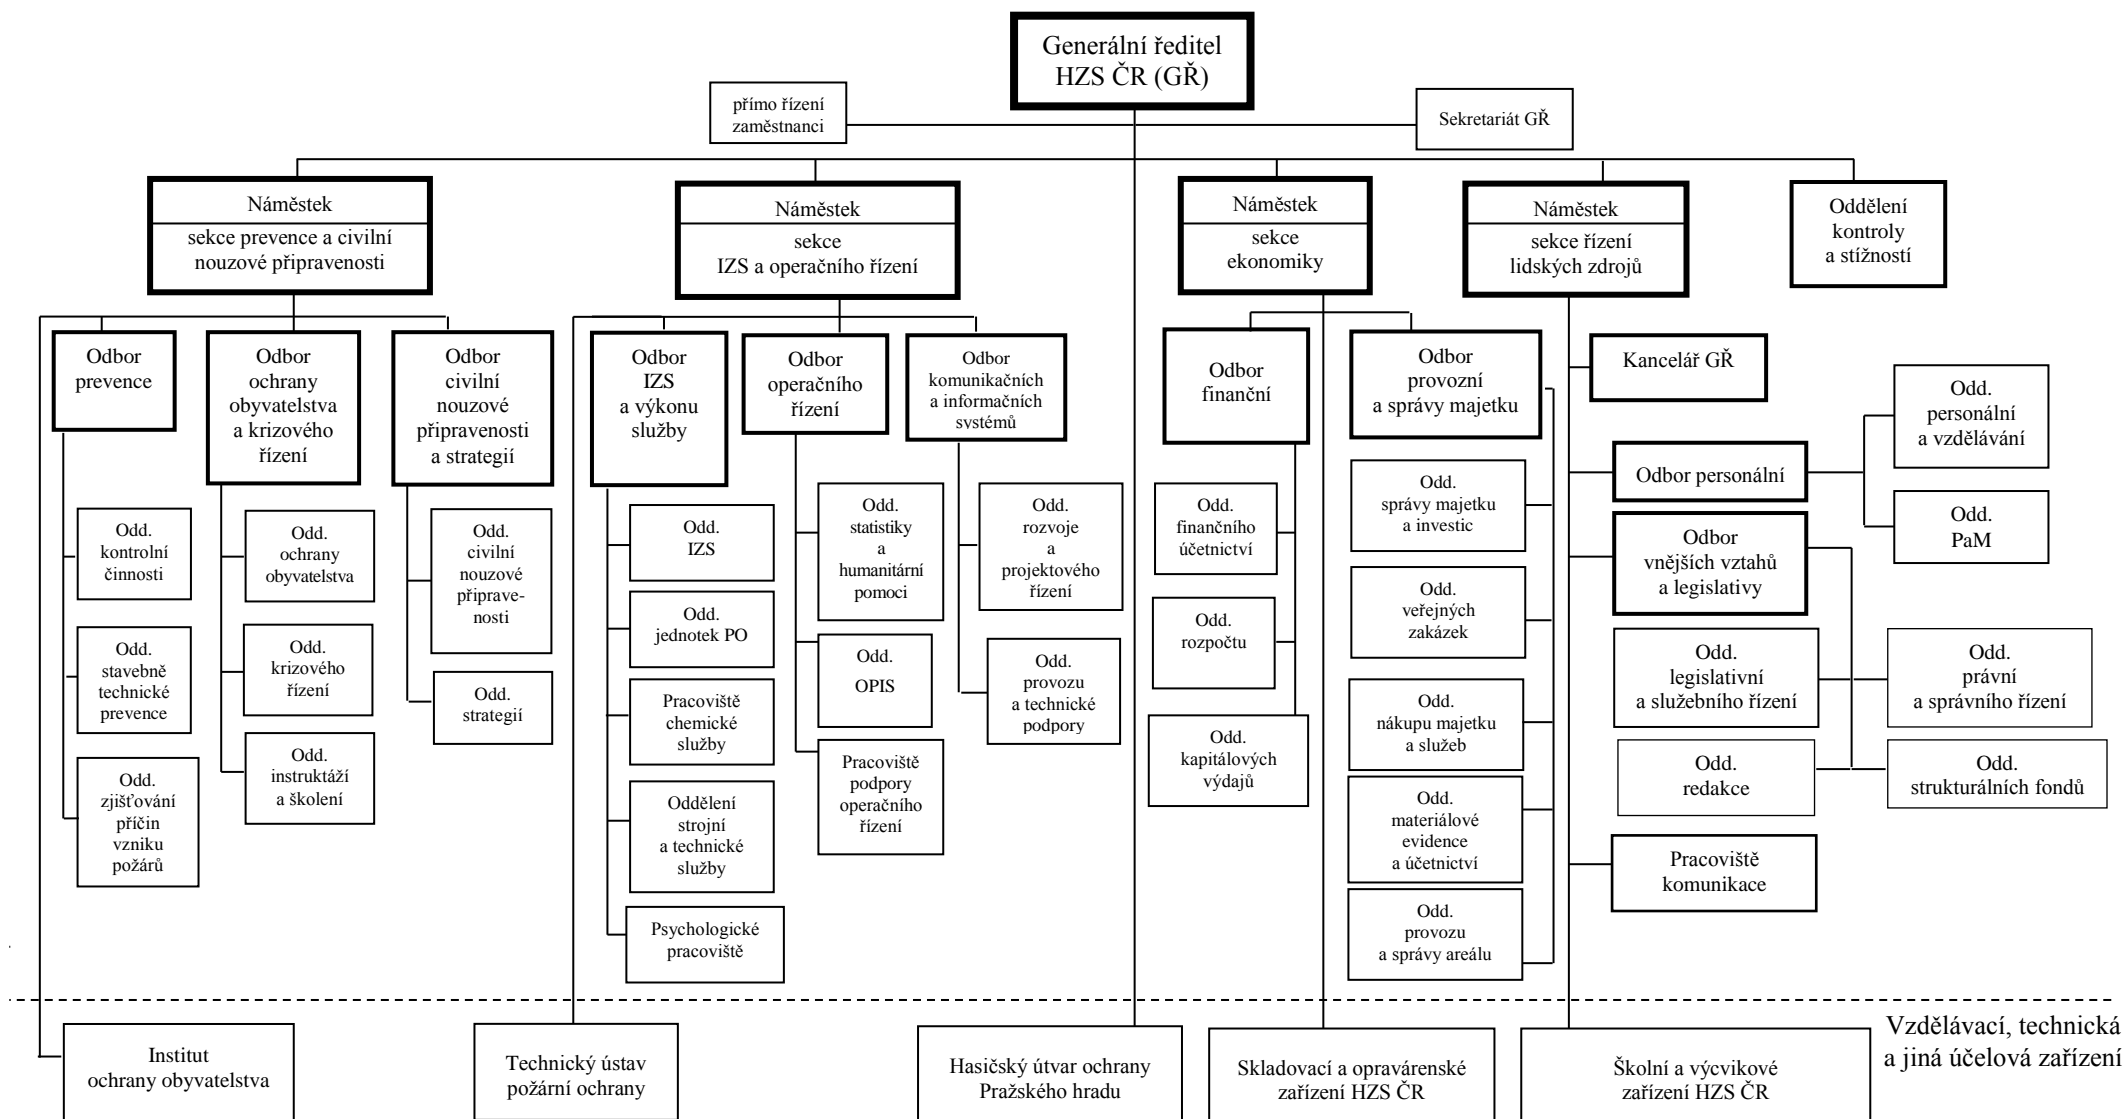 Generální ředitel
HZS ČR (GŘ)
přímo řízení
zaměstnanci
Sekretariát GŘ
Náměstek
sekce prevence a civilní
nouzové připravenosti
Náměstek
sekce
IZS a operačního řízení
Náměstek
sekce
ekonomiky
Náměstek
sekce řízení
lidských zdrojů
Oddělení
kontroly
a stížností
Odbor
prevence
Odbor
ochrany
obyvatelstva
a krizového
řízení
Odbor
civilní
nouzové
připravenosti
a strategií
Odbor
IZS
a výkonu
služby
Odbor
operačního
řízení
Odbor
komunikačních
a informačních
systémů
Odbor
finanční
Odbor
provozní
a správy majetku
Kancelář GŘ
Odbor personální
Odd.
personální
a vzdělávání
Odd.
PaM
Odbor
vnějších vztahů
a legislativy
Odd.
legislativní
a služebního řízení
Odd.
právní
a správního řízení
Odd.
redakce
Odd.
strukturálních fondů
Pracoviště
komunikace
Odd.
kontrolní
činnosti
Odd.
stavebně
technické
prevence
Odd.
zjišťování
příčin
vzniku
požárů
Odd.
ochrany
obyvatelstva
Odd.
krizového
řízení
Odd.
instruktáží
a školení
Odd.
civilní
nouzové
připrave-
nosti
Odd.
strategií
Odd.
IZS
Odd.
jednotek PO
Pracoviště
chemické
služby
Oddělení
strojní
a technické
služby
Psychologické
pracoviště
Odd.
statistiky
a
humanitární
pomoci
Odd.
OPIS
Pracoviště
podpory
operačního
řízení
Odd.
rozvoje
a
projektového
řízení
Odd.
provozu
a technické
podpory
Odd.
finančního
účetnictví
Odd.
rozpočtu
Odd.
kapitálových
výdajů
Odd.
správy majetku
a investic
Odd.
veřejných
zakázek
Odd.
nákupu majetku
a služeb
Odd.
materiálové
evidence
a účetnictví
Odd.
provozu
a správy areálu
Vzdělávací, technická
a jiná účelová zařízení
Institut
ochrany obyvatelstva
Technický ústav
požární ochrany
Hasičský útvar ochrany
Pražského hradu
Skladovací a opravárenské
zařízení HZS ČR
Školní a výcvikové
zařízení HZS ČR